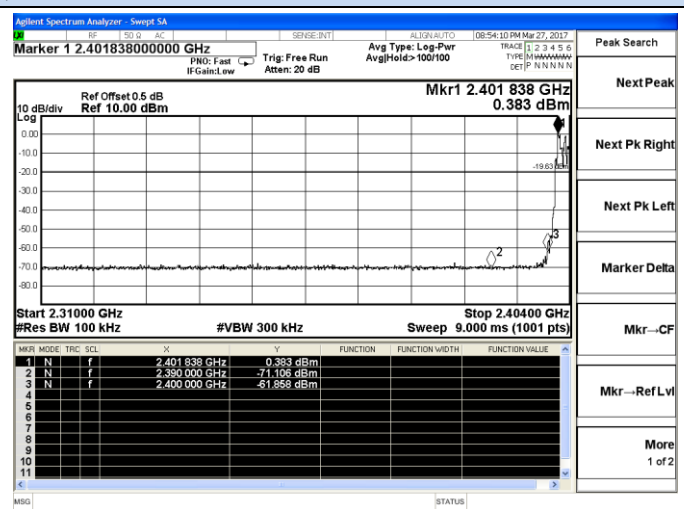 Agilent Spectrum Analyzer - Swept SA
RF 50 Ω AC SENSE:INT ALIGN AUTO 08:54:10 PM Mar 27, 2017
Marker 1 2.401838000000 GHz
PNO: Fast Trig: Free Run Avg Type: Log-Pwr TRACE 1 2 3 4 5 6
IFGain:Low Atten: 20 dB Avg|Hold:> 100/100 TYPE M
DET P N N N N N
Ref Offset 0.5 dB Mkr1 2.401 838 GHz
10 dB/div Ref 10.00 dBm 0.383 dBm
Log
0.00
-10.0
-20.0 -19.63 dBm
-30.0
-40.0
-50.0
3
-60.0
2
-70.0
-80.0
Start 2.31000 GHz Stop 2.40400 GHz
#Res BW 100 kHz #VBW 300 kHz Sweep 9.000 ms (1001 pts)
MKR MODE TRC SCL X Y FUNCTION FUNCTION WIDTH FUNCTION VALUE
1 N f 2.401 838 GHz 0.383 dBm
2 N f 2.390 000 GHz -71.106 dBm
3 N f 2.400 000 GHz -61.858 dBm
4
5
6
7
8
9
10
11
MSG STATUS
Peak Search
Next Peak
Next Pk Right
Next Pk Left
Marker Delta
Mkr→CF
Mkr→Ref Lvl
More
1 of 2